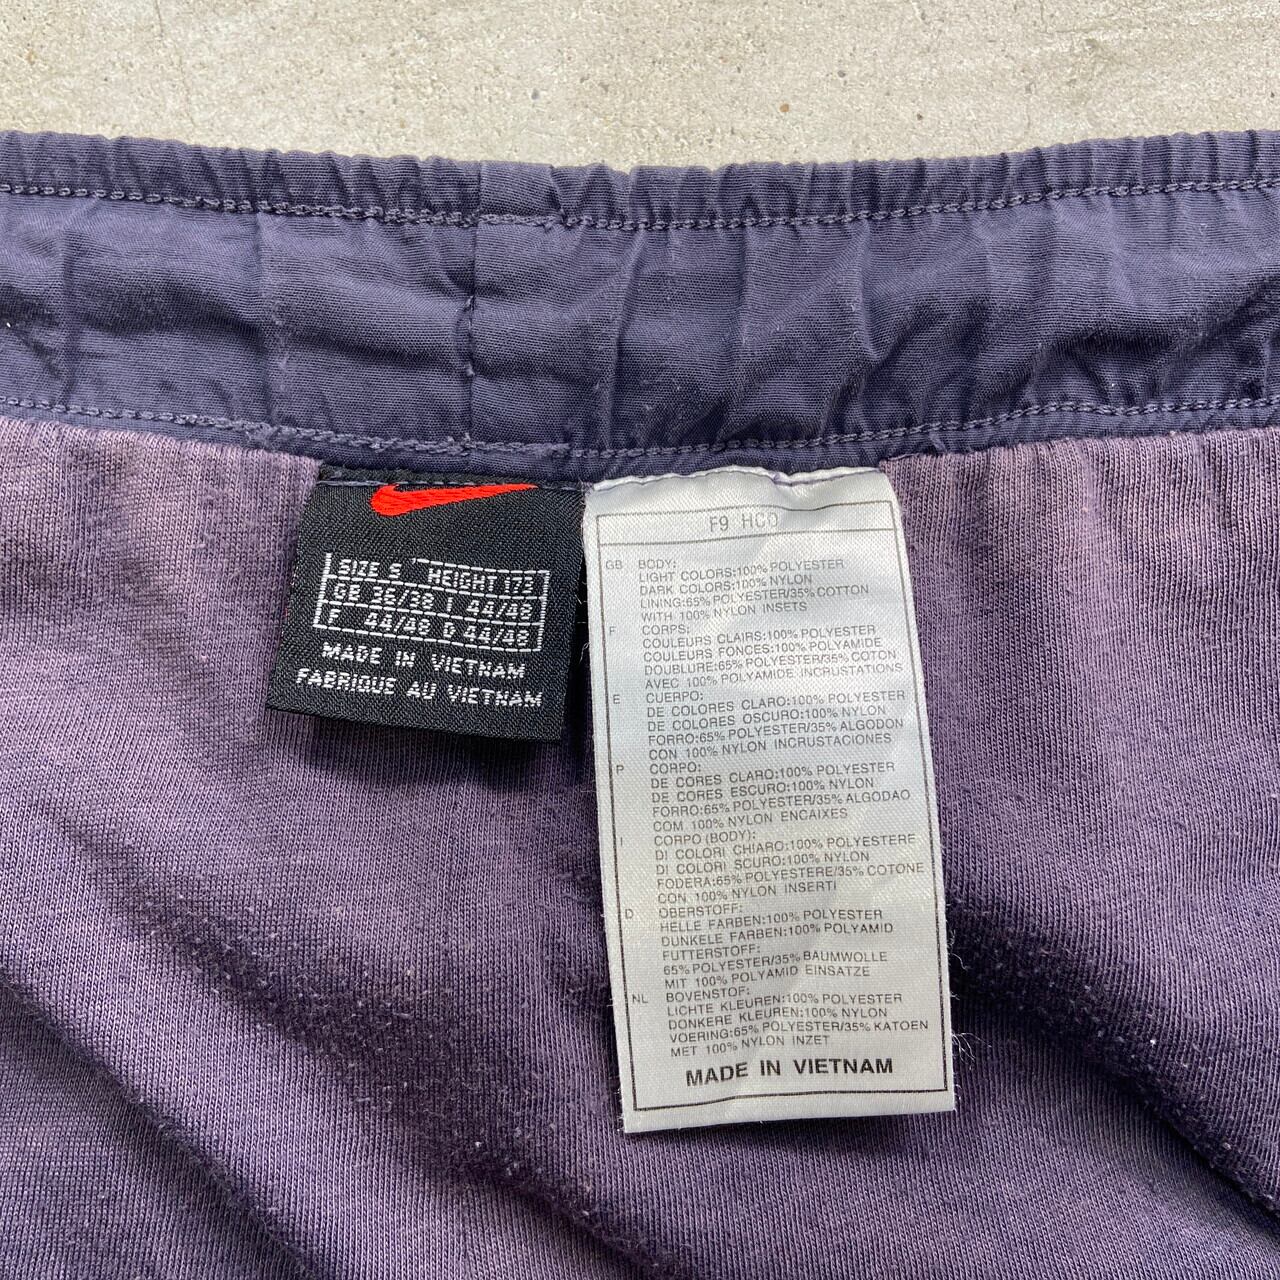 SIZE S HEIGHT 173
GB 36/38 I 44/48
F 44/48 D 44/48
MADE IN VIETNAM
FABRIQUE AU VIETNAM
F9 HCO
GB BODY:
LIGHT COLORS:100% POLYESTER
DARK COLORS:100% NYLON
LINING:65% POLYESTER/35% COTTON
WITH 100% NYLON INSETS
F CORPS:
COULEURS CLAIRS:100% POLYESTER
COULEURS FONCES:100% POLYAMIDE
DOUBLURE:65% POLYESTER/35% COTON
AVEC 100% POLYAMIDE INCRUSTATIONS
E CUERPO:
DE COLORES CLARO:100% POLYESTER
DE COLORES OSCURO:100% NYLON
FORRO:65% POLYESTER/35% ALGODON
CON 100% NYLON INCRUSTACIONES
P CORPO:
DE CORES CLARO:100% POLYESTER
DE CORES ESCURO:100% NYLON
FORRO:65% POLYESTER/35% ALGODAO
COM 100% NYLON ENCAIXES
I CORPO (BODY):
DI COLORI CHIARO:100% POLYESTERE
DI COLORI SCURO:100% NYLON
FODERA:65% POLYESTERE/35% COTONE
CON 100% NYLON INSERTI
D OBERSTOFF:
HELLE FARBEN:100% POLYESTER
DUNKELE FARBEN:100% POLYAMID
FUTTERSTOFF:
65% POLYESTER/35% BAUMWOLLE
MIT 100% POLYAMID EINSATZE
NL BOVENSTOF:
LICHTE KLEUREN:100% POLYESTER
DONKERE KLEUREN:100% NYLON
VOERING:65% POLYESTER/35% KATOEN
MET 100% NYLON INZET
MADE IN VIETNAM